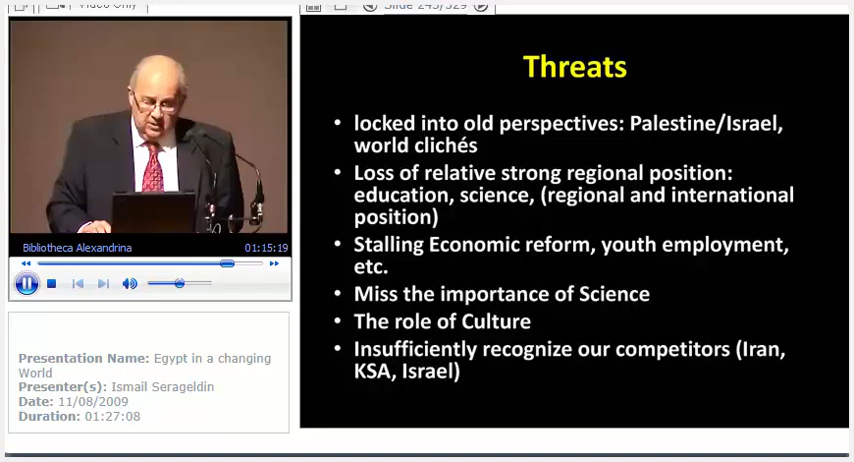 Video Only
Slide 245/329
Threats
• locked into old perspectives: Palestine/Israel,
world clichés
• Loss of relative strong regional position:
education, science, (regional and international
position)
• Stalling Economic reform, youth employment,
etc.
• Miss the importance of Science
• The role of Culture
• Insufficiently recognize our competitors (Iran,
KSA, Israel)
Bibliotheca Alexandrina 01:15:19
Presentation Name: Egypt in a changing
World
Presenter(s): Ismail Serageldin
Date: 11/08/2009
Duration: 01:27:08